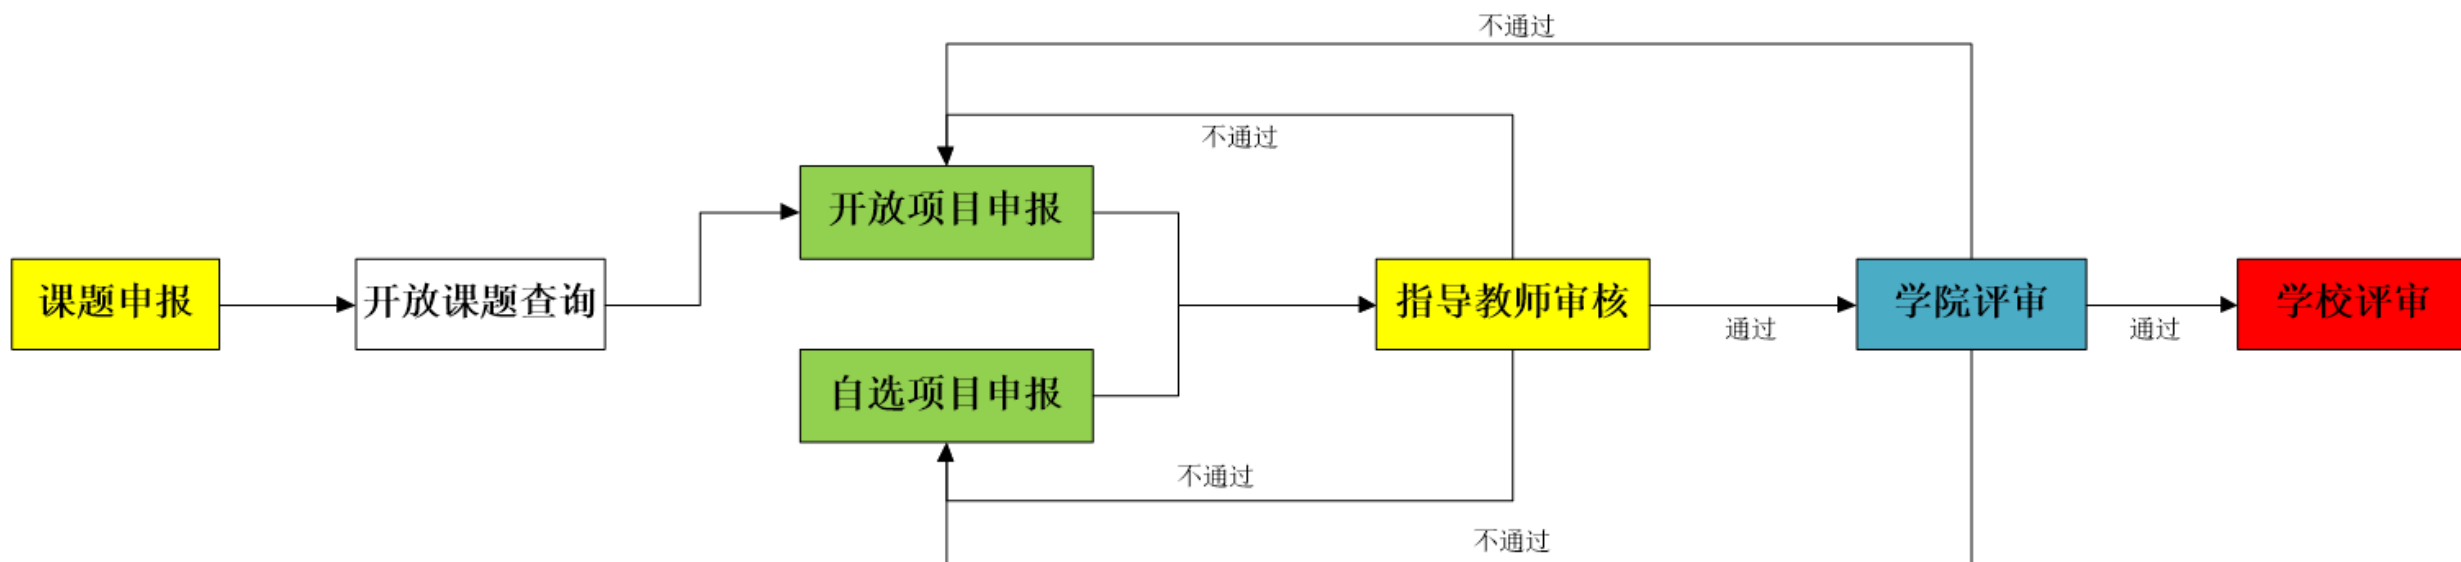 不通过
不通过
开放项目申报
课题申报
开放课题查询
指导教师审核
通过
学院评审
通过
学校评审
自选项目申报
不通过
不通过